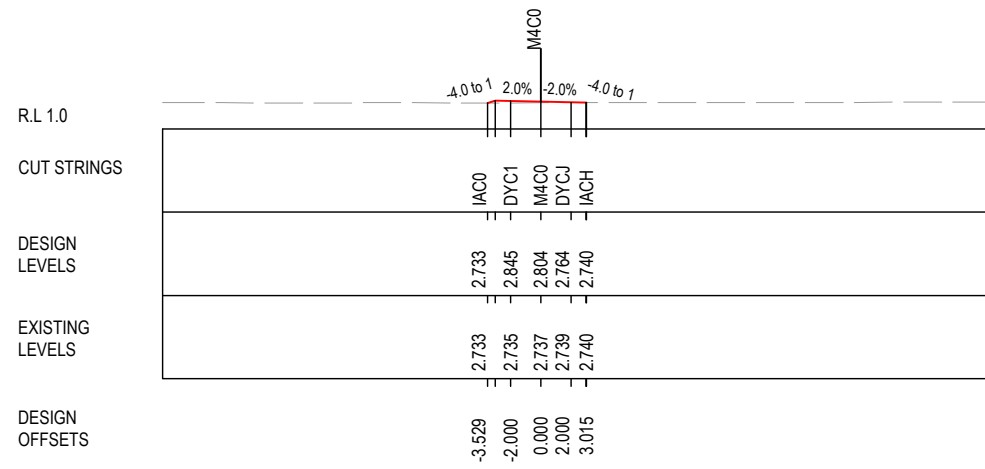 M4C0
-4.0 to 1 2.0% -2.0% -4.0 to 1
R.L 1.0
CUT STRINGS
IAC0 DYC1 M4C0 DYCJ IACH
DESIGN
LEVELS
2.733 2.845 2.804 2.764 2.740
EXISTING
LEVELS
2.733 2.735 2.737 2.739 2.740
DESIGN
OFFSETS
-3.529 -2.000 0.000 2.000 3.015